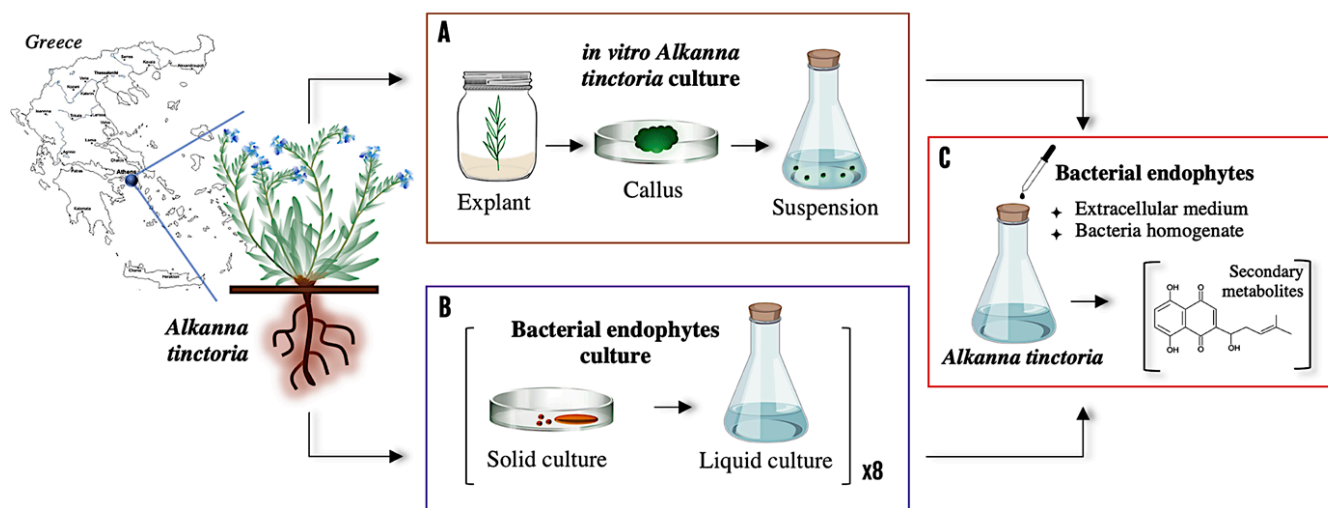 Greece
Athens
Alkanna
tinctoria
A
in vitro Alkanna
tinctoria culture
Explant
Callus
Suspension
B
Bacterial endophytes
culture
Solid culture
Liquid culture
x8
C
Bacterial endophytes
Extracellular medium
Bacteria homogenate
Alkanna tinctoria
Secondary
metabolites
OH
O
OH
O
OH